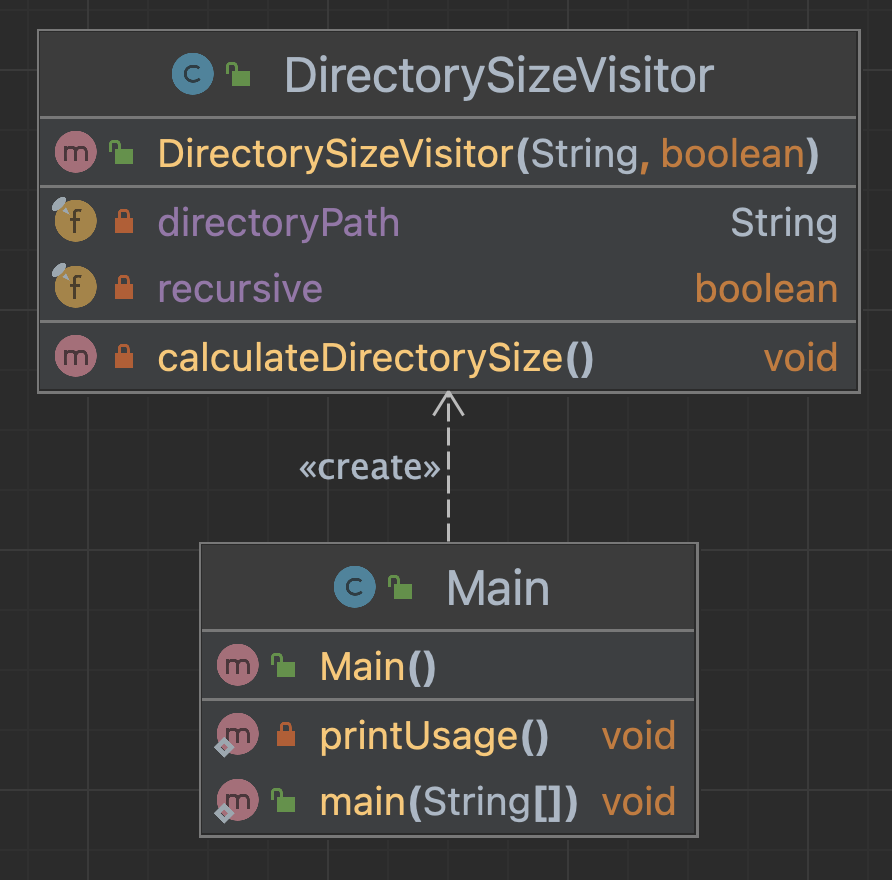 C DirectorySizeVisitor
m DirectorySizeVisitor(String, boolean)
f directoryPath String
f recursive boolean
m calculateDirectorySize() void
«create»
C Main
m Main()
m printUsage() void
m main(String[]) void